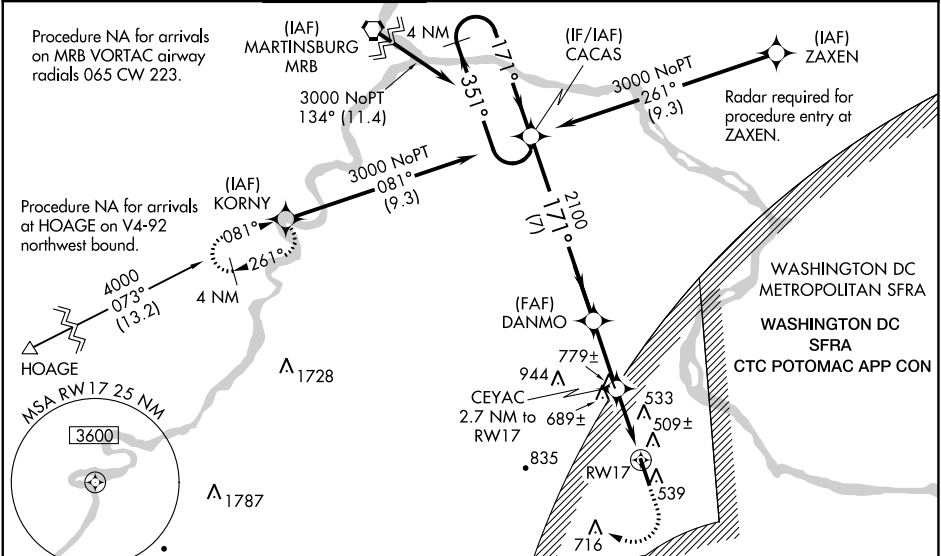 Procedure NA for arrivals
on MRB VORTAC airway
radials 065 CW 223.
(IAF)
MARTINSBURG
MRB
3000 NoPT
134° (11.4)
4 NM
171°
351°
(IF/IAF)
CACAS
(IAF)
ZAXEN
3000 NoPT
261°
(9.3)
Radar required for
procedure entry at
ZAXEN.
3000 NoPT
081°
(9.3)
(IAF)
KORNY
081°
261°
4 NM
Procedure NA for arrivals
at HOAGE on V4-92
northwest bound.
4000
073°
(13.2)
HOAGE
2100
171°
(7)
(FAF)
DANMO
WASHINGTON DC
METROPOLITAN SFRA
WASHINGTON DC
SFRA
CTC POTOMAC APP CON
1728
944
779±
CEYAC
2.7 NM to
RW17
689±
533
509±
835
RW17
539
716
MSA RW17 25 NM
3600
1787